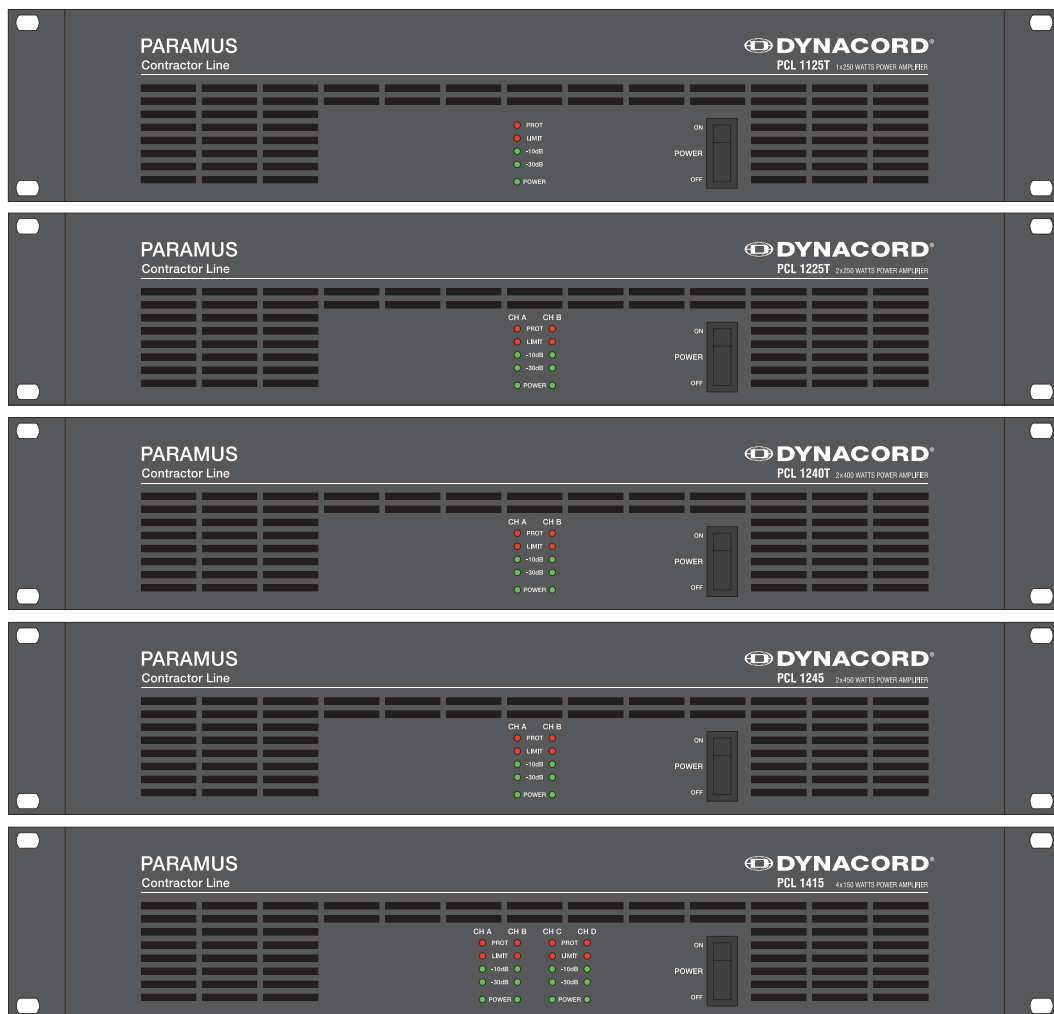 PARAMUS
DYNACORD®
Contractor Line
PCL 1125T 1x250 WATTS POWER AMPLIFIER
PROT
LIMIT
-10dB
-30dB
POWER
ON
POWER
OFF
PARAMUS
DYNACORD®
Contractor Line
PCL 1225T 2x250 WATTS POWER AMPLIFIER
CH A CH B
PROT
LIMIT
-10dB
-30dB
POWER
ON
POWER
OFF
PARAMUS
DYNACORD®
Contractor Line
PCL 1240T 2x400 WATTS POWER AMPLIFIER
CH A CH B
PROT
LIMIT
-10dB
-30dB
POWER
ON
POWER
OFF
PARAMUS
DYNACORD®
Contractor Line
PCL 1245 2x450 WATTS POWER AMPLIFIER
CH A CH B
PROT
LIMIT
-10dB
-30dB
POWER
ON
POWER
OFF
PARAMUS
DYNACORD®
Contractor Line
PCL 1415 4x150 WATTS POWER AMPLIFIER
CH A CH B CH C CH D
PROT PROT
LIMIT LIMIT
-10dB -10dB
-30dB -30dB
POWER POWER
ON
POWER
OFF